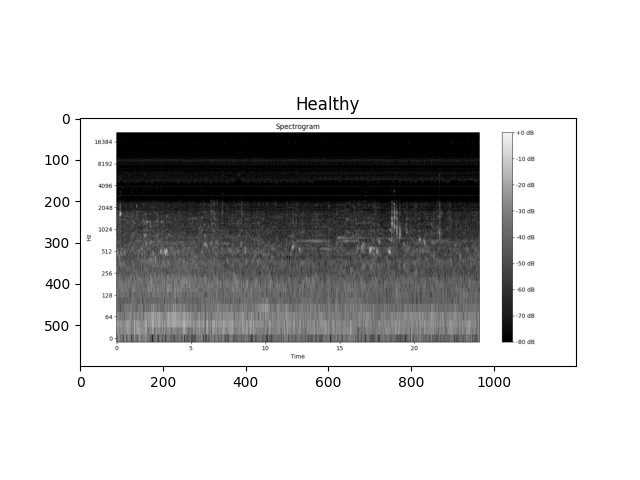 Healthy
Spectrogram
0
100
200
300
400
500
Hz
16384
8192
4096
2048
1024
512
256
128
64
0
+0 dB
-10 dB
-20 dB
-30 dB
-40 dB
-50 dB
-60 dB
-70 dB
-80 dB
0 5 10 15 20
Time
0 200 400 600 800 1000